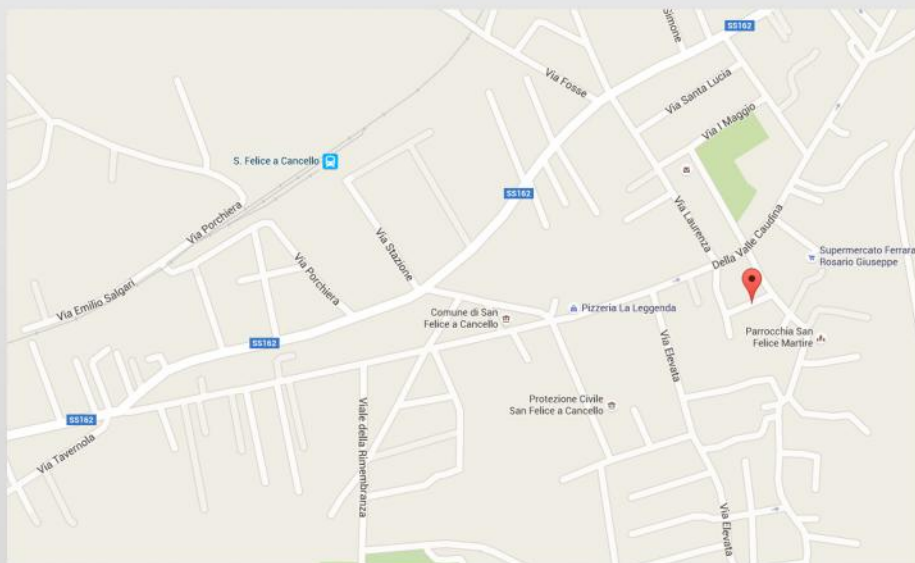 SS162
Simone
Via Fosse
Via Santa Lucia
Via I Maggio
S. Felice a Cancello
SS162
Via Porchiera
Via Stazione
Via Laurenza
Della Valle Caudina
Supermercato Ferrara
Rosario Giuseppe
Via Porchiera
Via Emilio Salgari
Comune di San
Felice a Cancello
Pizzeria La Leggenda
Parrocchia San
Felice Martire
SS162
Via Elevata
Protezione Civile
San Felice a Cancello
SS162
Via Tavernola
Viale della Rimembranza
Via Elevata